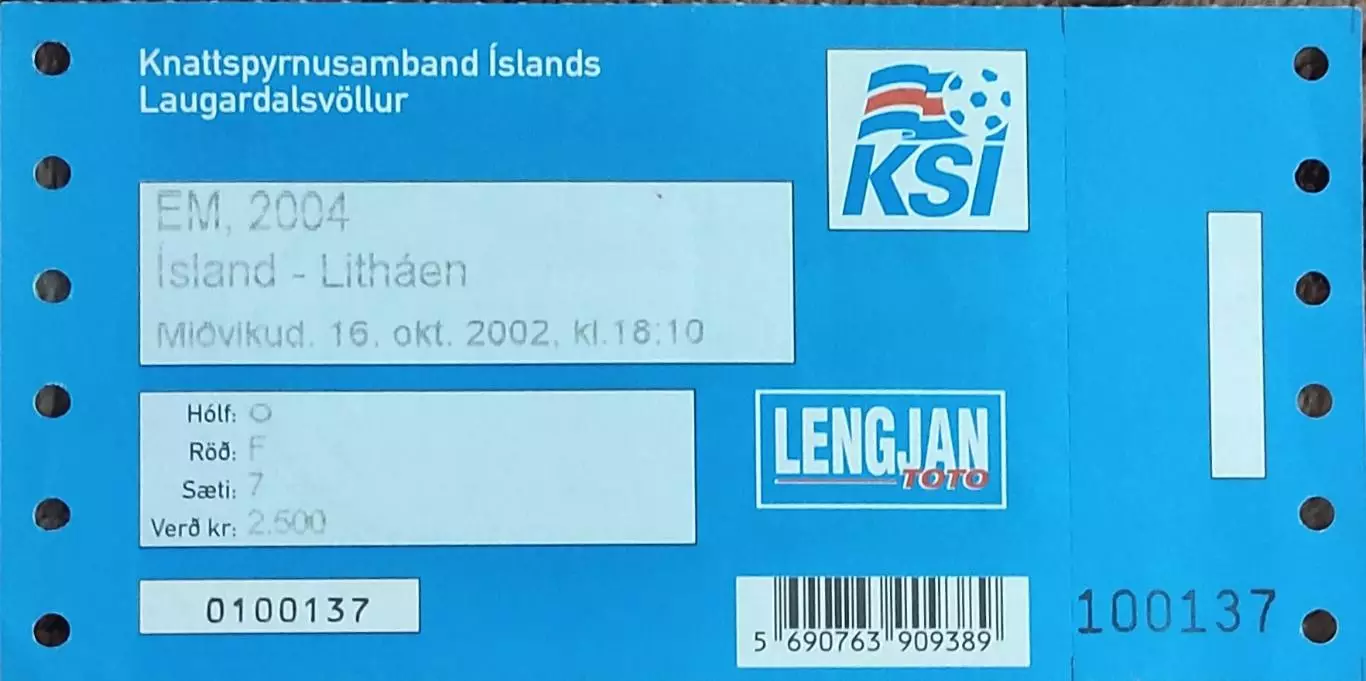 Knattspyrnusamband Íslands
Laugardalsvöllur
KSÍ
EM, 2004
Ísland - Litháen
Miðvikud. 16. okt. 2002, kl.18:10
Hólf: O
Röð: F
Sæti: 7
Verð kr: 2.500
LENGJAN
TOTO
0100137
5 690763 909389
100137